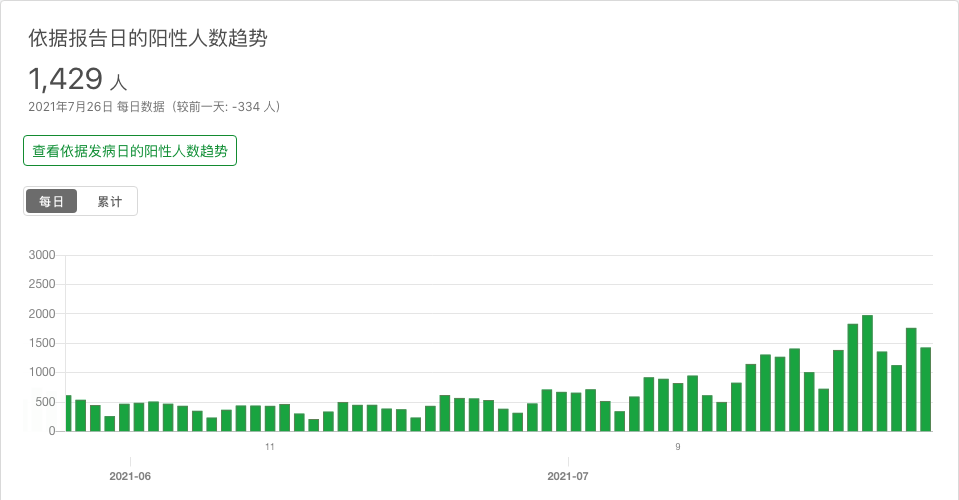 依据报告日的阳性人数趋势
1,429 人
2021年7月26日 每日数据（较前一天: -334 人）
查看依据发病日的阳性人数趋势
每日 累计
3000
2500
2000
1500
1000
500
0
11 9
2021-06 2021-07